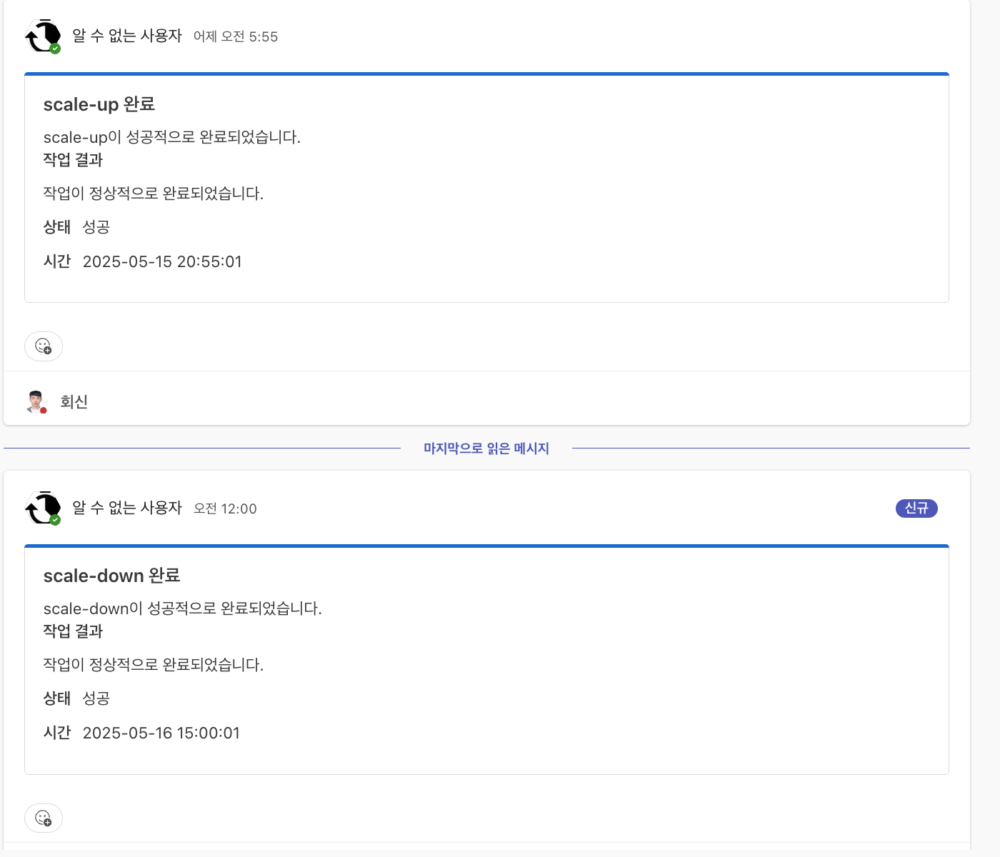 알 수 없는 사용자 어제 오전 5:55
scale-up 완료
scale-up이 성공적으로 완료되었습니다.
작업 결과
작업이 정상적으로 완료되었습니다.
상태 성공
시간 2025-05-15 20:55:01
회신
마지막으로 읽은 메시지
알 수 없는 사용자 오전 12:00 신규
scale-down 완료
scale-down이 성공적으로 완료되었습니다.
작업 결과
작업이 정상적으로 완료되었습니다.
상태 성공
시간 2025-05-16 15:00:01